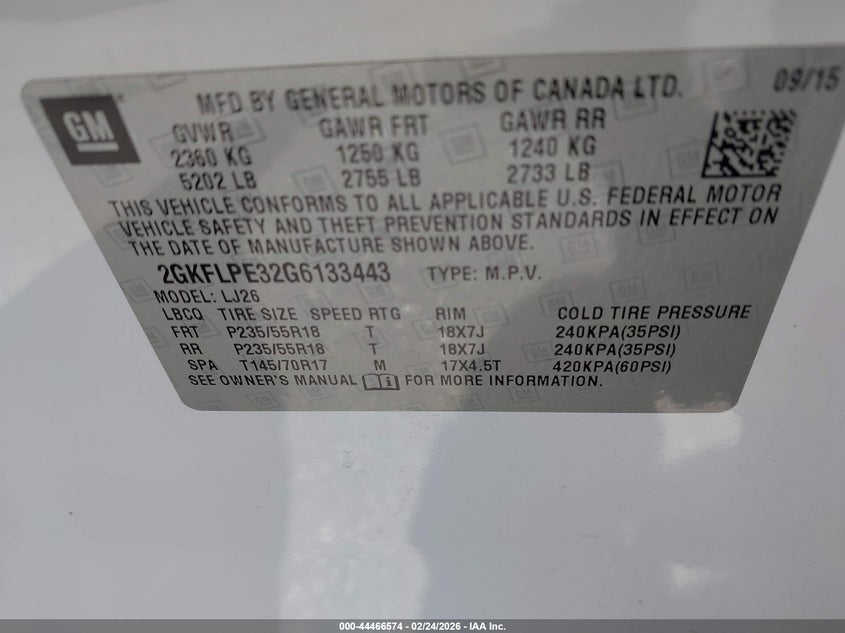 GM
MFD BY GENERAL MOTORS OF CANADA LTD. 09/15
GVWR GAWR FRT GAWR RR
2360 KG 1250 KG 1240 KG
5202 LB 2755 LB 2733 LB
THIS VEHICLE CONFORMS TO ALL APPLICABLE U.S. FEDERAL MOTOR
VEHICLE SAFETY AND THEFT PREVENTION STANDARDS IN EFFECT ON
THE DATE OF MANUFACTURE SHOWN ABOVE.
2GKFLPE32G6133443 TYPE: M.P.V.
MODEL: LJ26
LBCQ TIRE SIZE SPEED RTG RIM COLD TIRE PRESSURE
FRT P235/55R18 T 18X7J 240KPA(35PSI)
RR P235/55R18 T 18X7J 240KPA(35PSI)
SPA T145/70R17 M 17X4.5T 420KPA(60PSI)
SEE OWNER'S MANUAL FOR MORE INFORMATION.
000-44466574 - 02/24/2026 - IAA Inc.